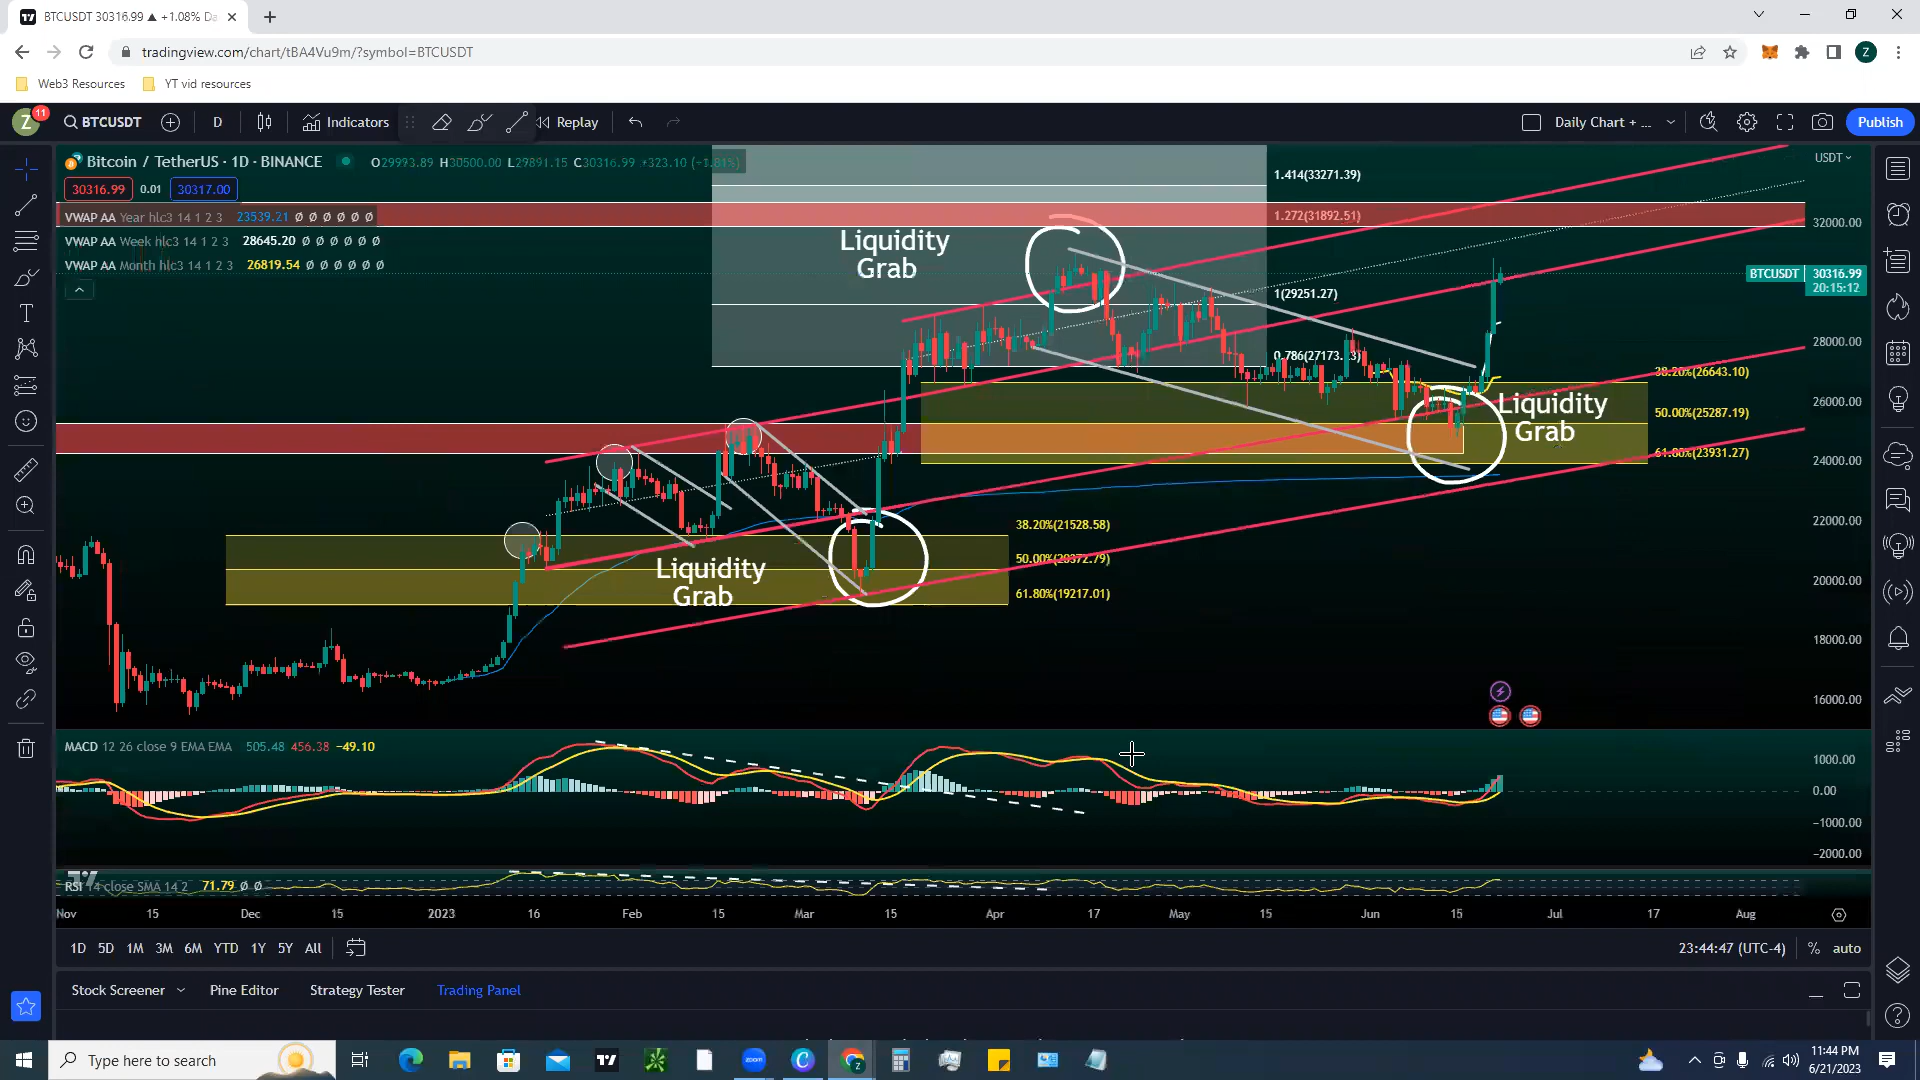 BTCUSDT 30316.99 ▲ +1.08% Da
tradingview.com/chart/tBA4Vu9m/?symbol=BTCUSDT
Z
Web3 Resources
YT vid resources
Z
11
BTCUSDT
D
Indicators
Replay
Daily Chart + ...
Publish
Bitcoin / TetherUS · 1D · BINANCE
O29993.89 H30500.00 L29891.15 C30316.99 +323.10
USDT
30316.99
0.01
30317.00
VWAP AA Year hlc3 14 1 2 3 23539.21 Ø Ø Ø Ø Ø Ø
VWAP AA Week hlc3 14 1 2 3 28645.20 Ø Ø Ø Ø Ø Ø
VWAP AA Month hlc3 14 1 2 3 26819.54 Ø Ø Ø Ø Ø Ø
1.414(33271.39)
1.272(31892.51)
1(29251.27)
Liquidity
Grab
Liquidity
Grab
Liquidity
Grab
38.20%(26643.10)
50.00%(25287.19)
61.80%(23931.27)
38.20%(21528.58)
50.00%(20372.79)
61.80%(19217.01)
32000.00
BTCUSDT 30316.99
20:15:12
28000.00
26000.00
24000.00
22000.00
20000.00
18000.00
16000.00
MACD 12 26 close 9 EMA EMA 505.48 456.38 −49.10
1000.00
0.00
−1000.00
−2000.00
RSI 14 close SMA 14 2 71.79 Ø Ø
Nov 15 Dec 15 2023 16 Feb 15 Mar 15 Apr 17 May 15 Jun 15 Jul 17 Aug
1D 5D 1M 3M 6M YTD 1Y 5Y All
23:44:47 (UTC-4) % auto
Stock Screener
Pine Editor
Strategy Tester
Trading Panel
Type here to search
zoom
11:44 PM
6/21/2023